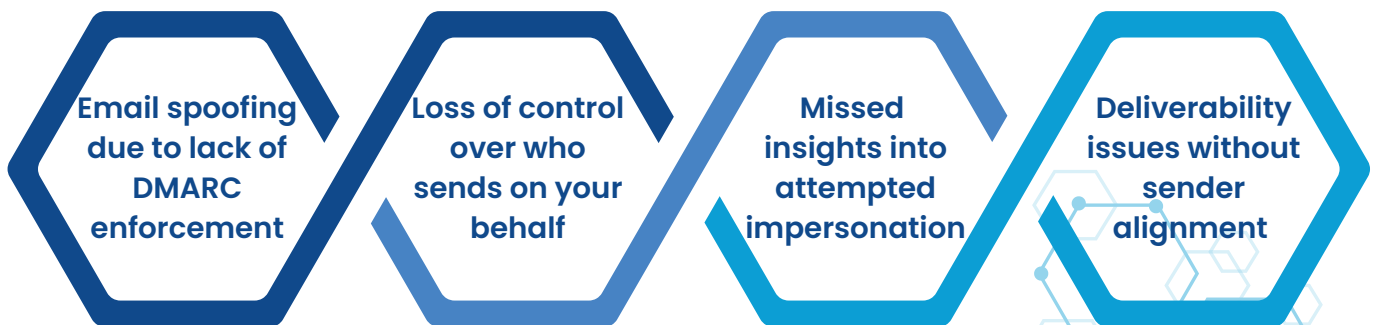 Email spoofing
due to lack of
DMARC
enforcement
Loss of control
over who
sends on your
behalf
Missed
insights into
attempted
impersonation
Deliverability
issues without
sender
alignment